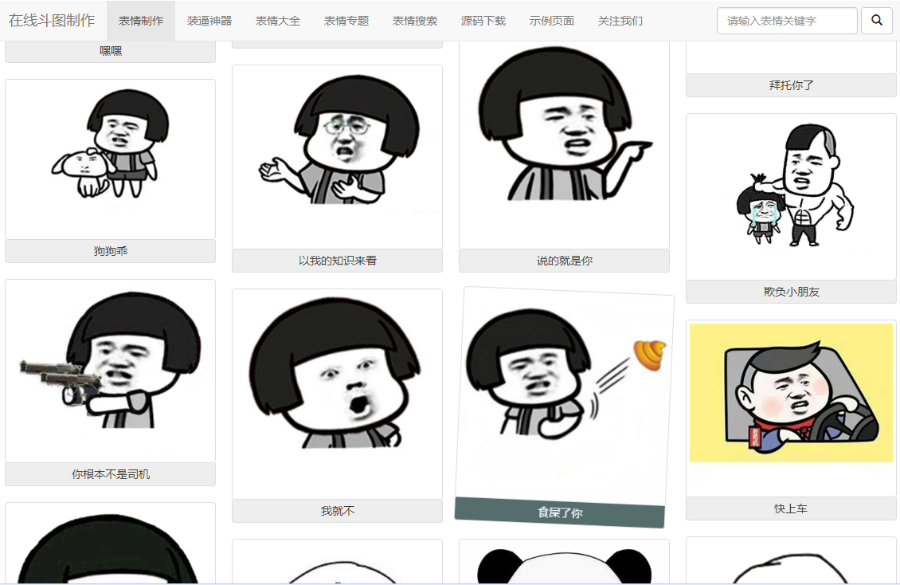 在线斗图制作 表情制作 装逼神器 表情大全 表情专题 表情搜索 源码下载 示例页面 关注我们 请输入表情关键字
嘿嘿
拜托你了
狗狗乖
以我的知识来看
说的就是你
欺负小朋友
你根本不是司机
我就不
食屎了你
快上车